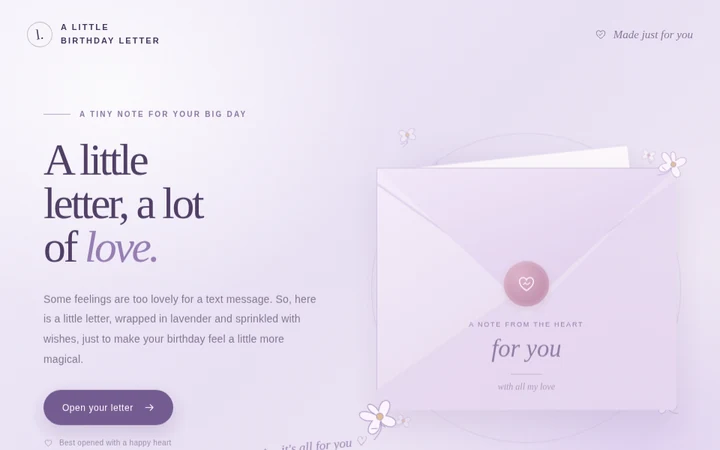 l.
A LITTLE
BIRTHDAY LETTER
Made just for you
A TINY NOTE FOR YOUR BIG DAY
A little
letter, a lot
of love.
Some feelings are too lovely for a text message. So, here
is a little letter, wrapped in lavender and sprinkled with
wishes, just to make your birthday feel a little more
magical.
Open your letter →
Best opened with a happy heart
A NOTE FROM THE HEART
for you
with all my love
it's all for you ♡